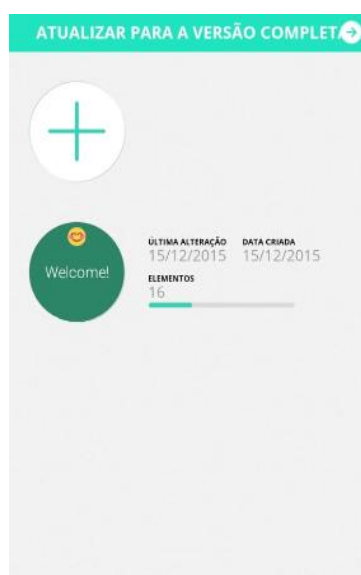 ATUALIZAR PARA A VERSÃO COMPLETA
Welcome!
ÚLTIMA ALTERAÇÃO DATA CRIADA
15/12/2015 15/12/2015
ELEMENTOS
16